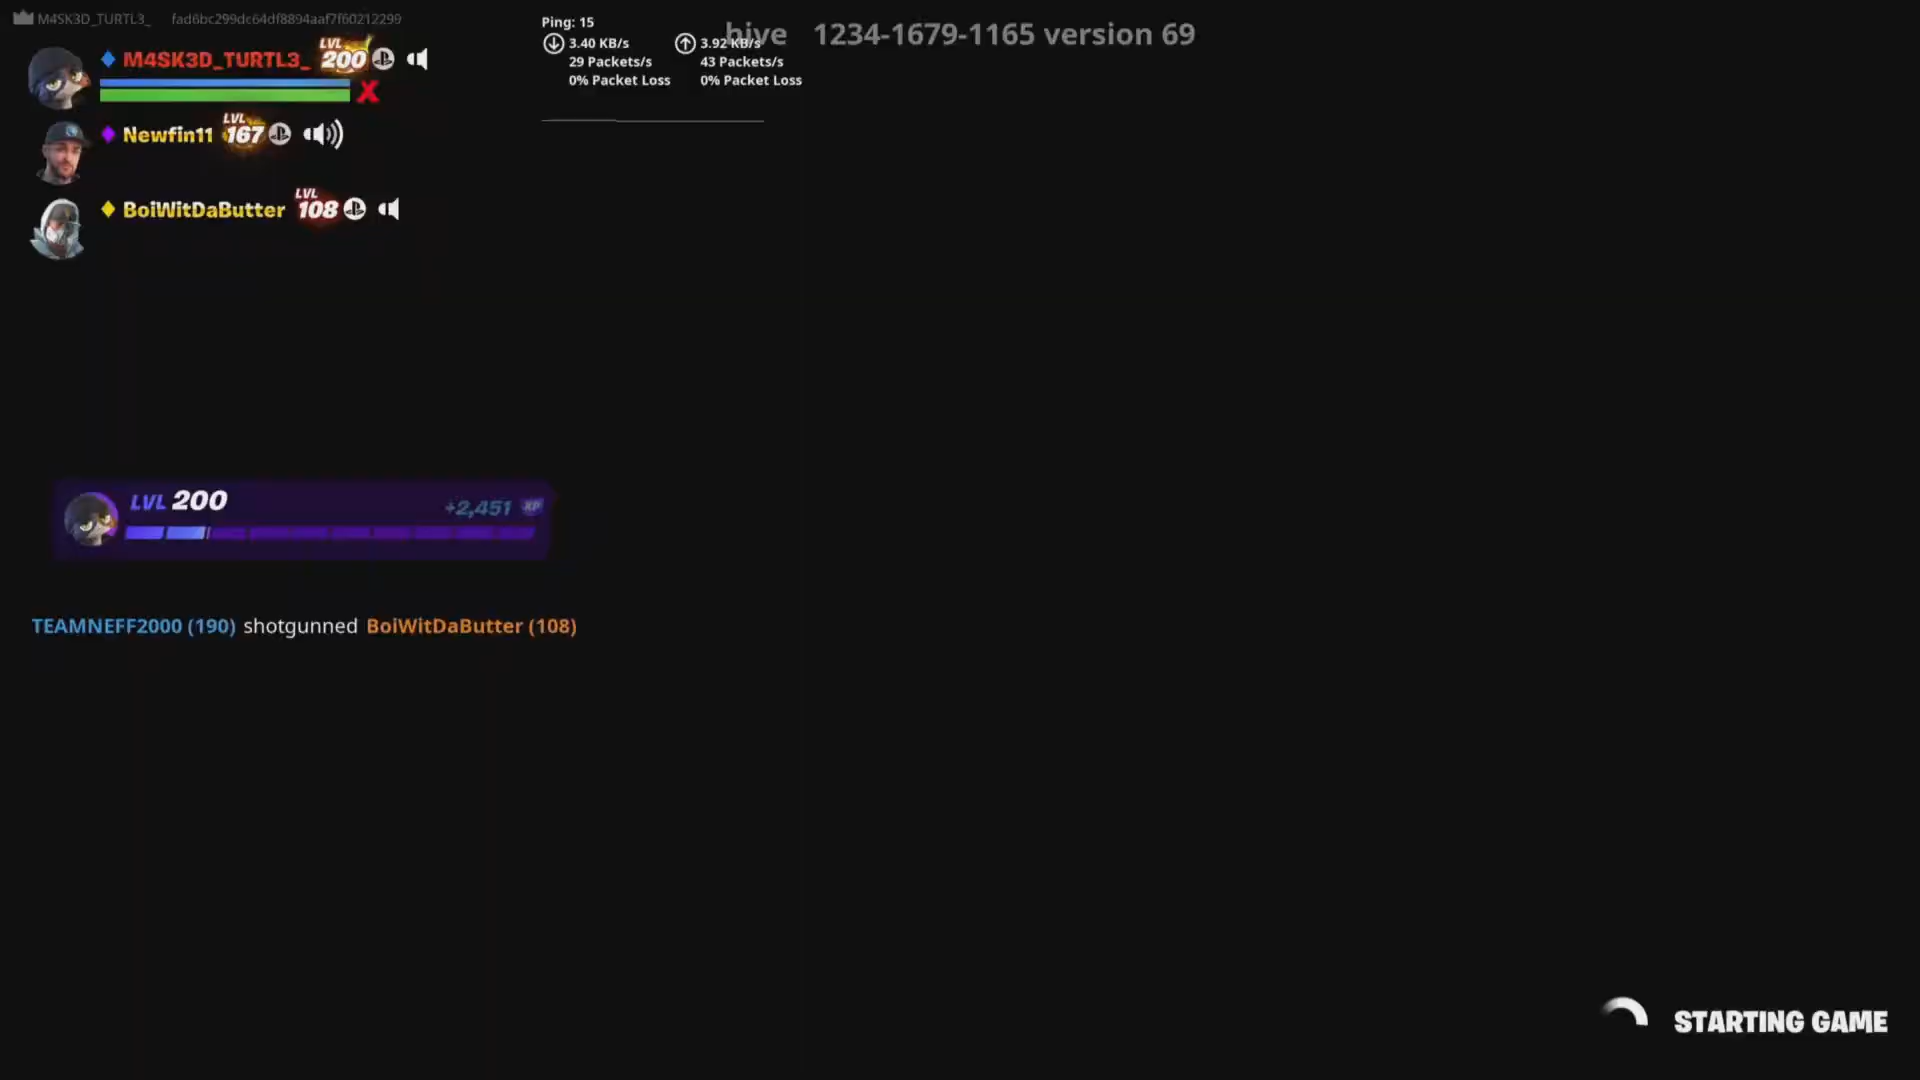 M4SK3D_TURTL3_ fad6bc299dc64df8894aaf7f60212299
M4SK3D_TURTL3_ LVL 200
X
Newfin11 LVL 167
BoiWitDaButter LVL 108
Ping: 15
3.40 KB/s 3.92 KB/s
29 Packets/s 43 Packets/s
0% Packet Loss 0% Packet Loss
hive 1234-1679-1165 version 69
LVL 200 +2,451 XP
TEAMNEFF2000 (190) shotgunned BoiWitDaButter (108)
STARTING GAME